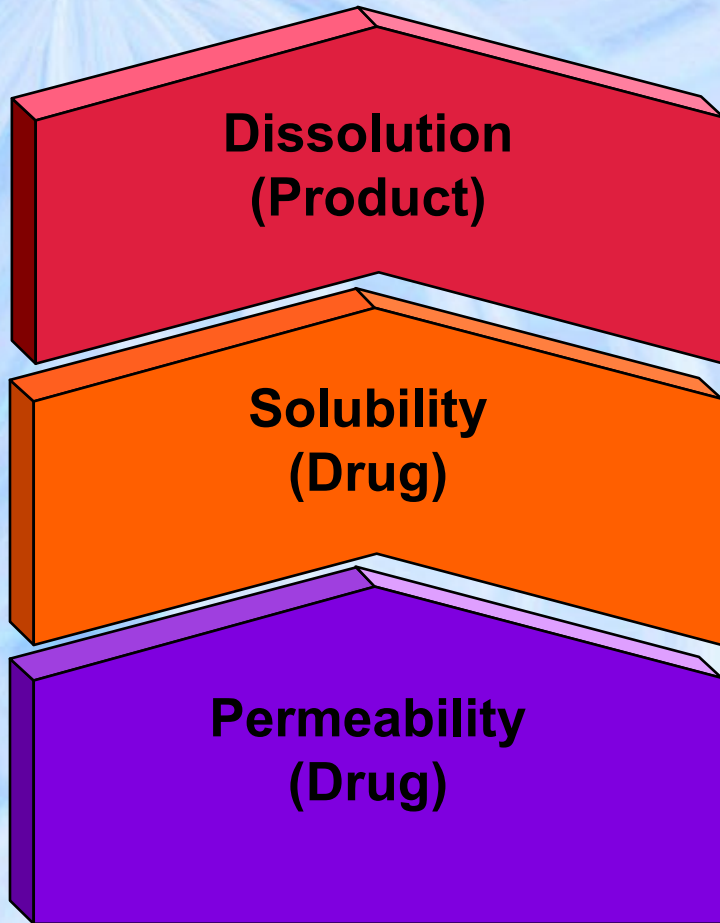 Dissolution
(Product)
Solubility
(Drug)
Permeability
(Drug)